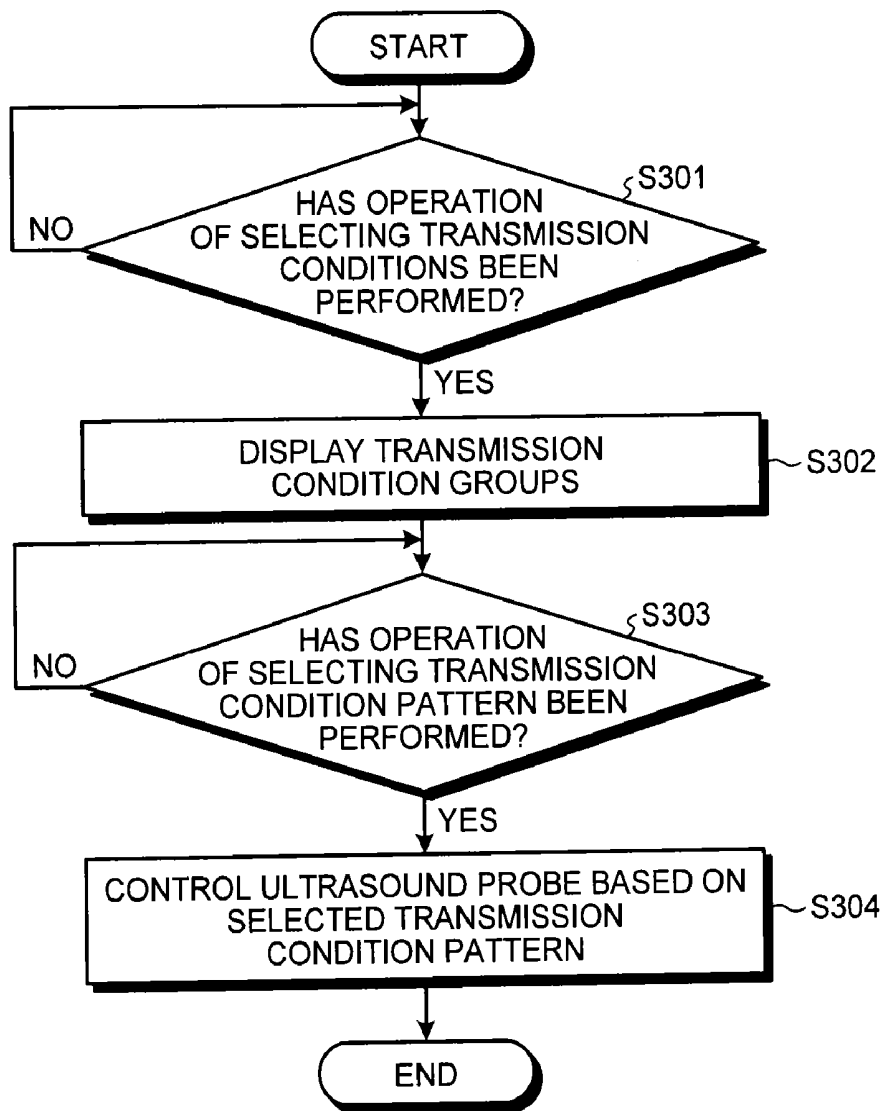 START
S301
HAS OPERATION
OF SELECTING TRANSMISSION
CONDITIONS BEEN
PERFORMED?
NO
YES
DISPLAY TRANSMISSION
CONDITION GROUPS
S302
S303
HAS OPERATION
OF SELECTING TRANSMISSION
CONDITION PATTERN BEEN
PERFORMED?
NO
YES
CONTROL ULTRASOUND PROBE BASED ON
SELECTED TRANSMISSION
CONDITION PATTERN
S304
END